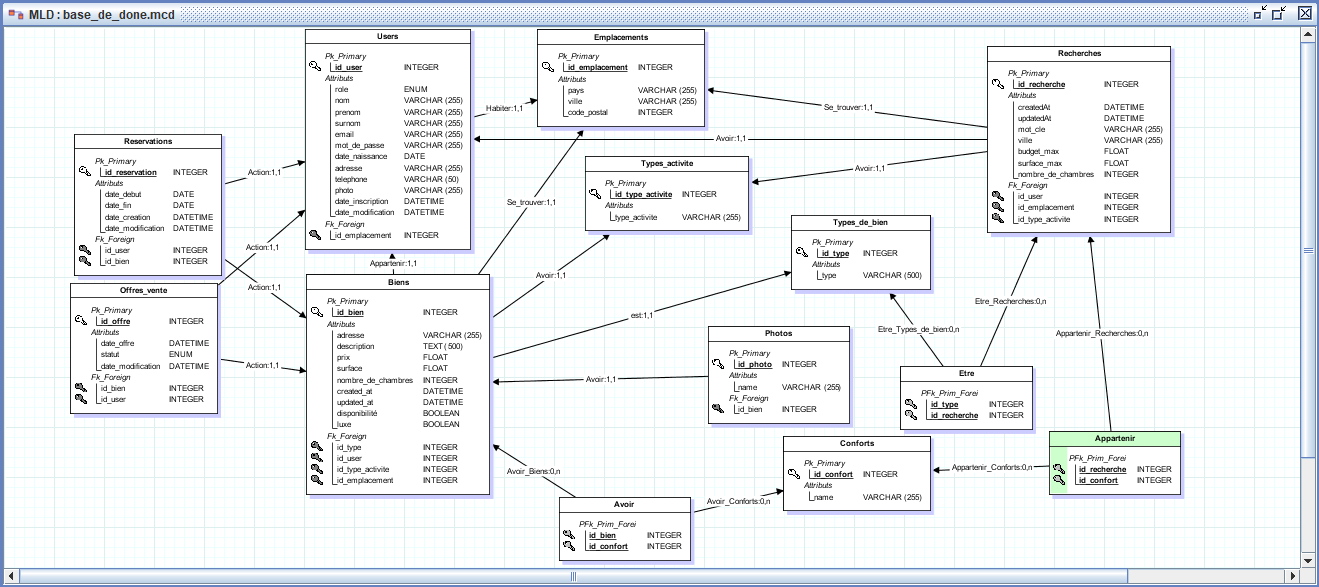 MLD : base_de_done.mcd
Users
Pk_Primary
id_user INTEGER
Attributs
role ENUM
nom VARCHAR (255)
prenom VARCHAR (255)
surnom VARCHAR (255)
email VARCHAR (255)
mot_de_passe VARCHAR (255)
date_naissance DATE
adresse VARCHAR (255)
telephone VARCHAR (50)
photo VARCHAR (255)
date_inscription DATETIME
date_modification DATETIME
Fk_Foreign
id_emplacement INTEGER
Emplacements
Pk_Primary
id_emplacement INTEGER
Attributs
pays VARCHAR (255)
ville VARCHAR (255)
code_postal INTEGER
Recherches
Pk_Primary
id_recherche INTEGER
Attributs
createdAt DATETIME
updatedAt DATETIME
mot_cle VARCHAR (255)
ville VARCHAR (255)
budget_max FLOAT
surface_max FLOAT
nombre_de_chambres INTEGER
Fk_Foreign
id_user INTEGER
id_emplacement INTEGER
id_type_activite INTEGER
Habiter:1,1
Se_trouver:1,1
Avoir:1,1
Avoir:1,1
Reservations
Pk_Primary
id_reservation INTEGER
Attributs
date_debut DATE
date_fin DATE
date_creation DATETIME
date_modification DATETIME
Fk_Foreign
id_user INTEGER
id_bien INTEGER
Action:1,1
Action:1,1
Action:1,1
Action:1,1
Types_activite
Pk_Primary
id_type_activite INTEGER
Attributs
type_activite VARCHAR (255)
Se_trouver:1,1
Avoir:1,1
Appartenir:1,1
Types_de_bien
Pk_Primary
id_type INTEGER
Attributs
type VARCHAR (500)
Offres_vente
Pk_Primary
id_offre INTEGER
Attributs
date_offre DATETIME
statut ENUM
date_modification DATETIME
Fk_Foreign
id_bien INTEGER
id_user INTEGER
Biens
Pk_Primary
id_bien INTEGER
Attributs
adresse VARCHAR (255)
description TEXT (500)
prix FLOAT
surface FLOAT
nombre_de_chambres INTEGER
created_at DATETIME
updated_at DATETIME
disponibilité BOOLEAN
luxe BOOLEAN
Fk_Foreign
id_type INTEGER
id_user INTEGER
id_type_activite INTEGER
id_emplacement INTEGER
est:1,1
Avoir:1,1
Photos
Pk_Primary
id_photo INTEGER
Attributs
name VARCHAR (255)
Fk_Foreign
id_bien INTEGER
Etre_Recherches:0,n
Etre_Types_de_bien:0,n
Appartenir_Recherches:0,n
Etre
PFk_Prim_Forei
id_type INTEGER
id_recherche INTEGER
Appartenir
PFk_Prim_Forei
id_recherche INTEGER
id_confort INTEGER
Conforts
Pk_Primary
id_confort INTEGER
Attributs
name VARCHAR (255)
Appartenir_Conforts:0,n
Avoir_Biens:0,n
Avoir_Conforts:0,n
Avoir
PFk_Prim_Forei
id_bien INTEGER
id_confort INTEGER